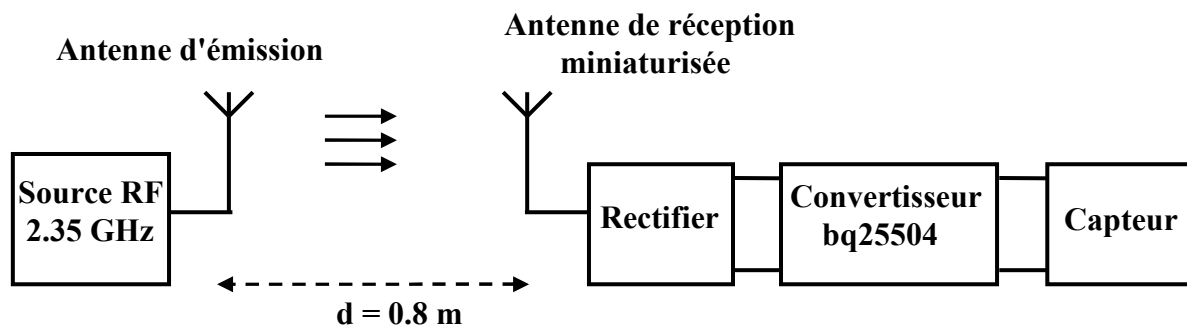 Antenne d'émission
Antenne de réception
miniaturisée
Source RF
2.35 GHz
Rectifier
Convertisseur
bq25504
Capteur
d = 0.8 m